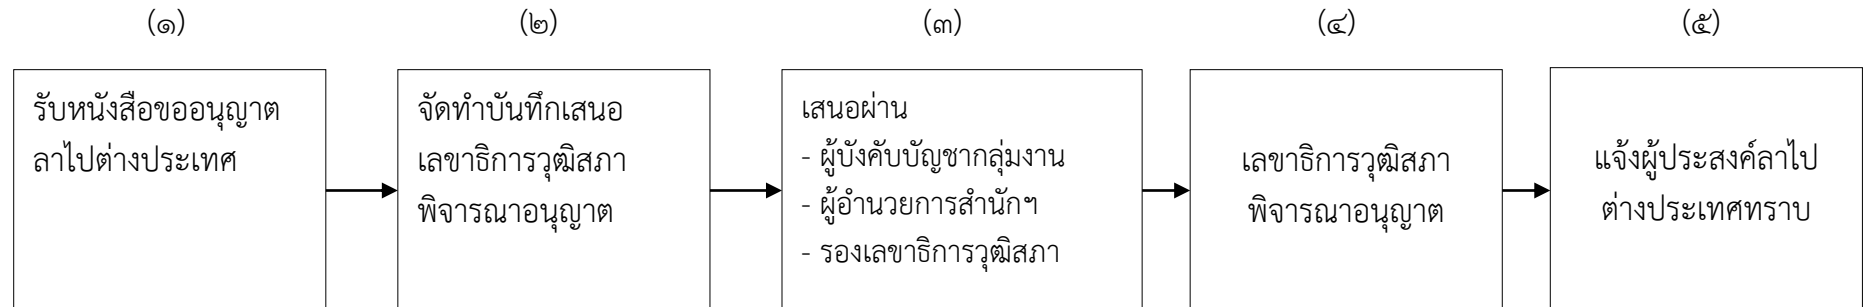 (๑)
(๒)
(๓)
(๔)
(๕)
รับหนังสือขออนุญาต
ลาไปต่างประเทศ
จัดทำบันทึกเสนอ
เลขาธิการวุฒิสภา
พิจารณาอนุญาต
เสนอผ่าน
- ผู้บังคับบัญชากลุ่มงาน
- ผู้อำนวยการสำนักฯ
- รองเลขาธิการวุฒิสภา
เลขาธิการวุฒิสภา
พิจารณาอนุญาต
แจ้งผู้ประสงค์ลาไป
ต่างประเทศทราบ